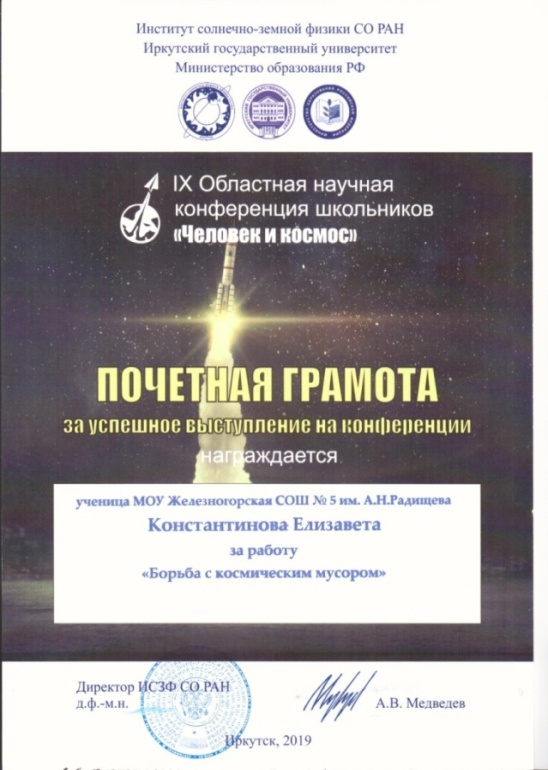 Институт солнечно-земной физики СО РАН
Иркутский государственный университет
Министерство образования РФ
IX Областная научная
конференция школьников
«Человек и космос»
ПОЧЕТНАЯ ГРАМОТА
за успешное выступление на конференции
награждается
ученица МОУ Железногорская СОШ № 5 им. А.Н.Радищева
Константинова Елизавета
за работу
«Борьба с космическим мусором»
Директор ИСЗФ СО РАН
д.ф.-м.н.
А.В. Медведев
Иркутск, 2019